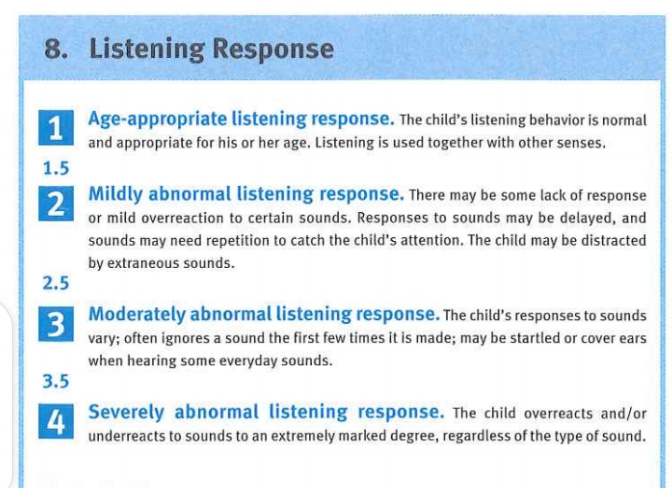 8. Listening Response
1 Age-appropriate listening response. The child's listening behavior is normal
and appropriate for his or her age. Listening is used together with other senses.
1.5
2 Mildly abnormal listening response. There may be some lack of response
or mild overreaction to certain sounds. Responses to sounds may be delayed, and
sounds may need repetition to catch the child's attention. The child may be distracted
by extraneous sounds.
2.5
3 Moderately abnormal listening response. The child's responses to sounds
vary; often ignores a sound the first few times it is made; may be startled or cover ears
when hearing some everyday sounds.
3.5
4 Severely abnormal listening response. The child overreacts and/or
underreacts to sounds to an extremely marked degree, regardless of the type of sound.